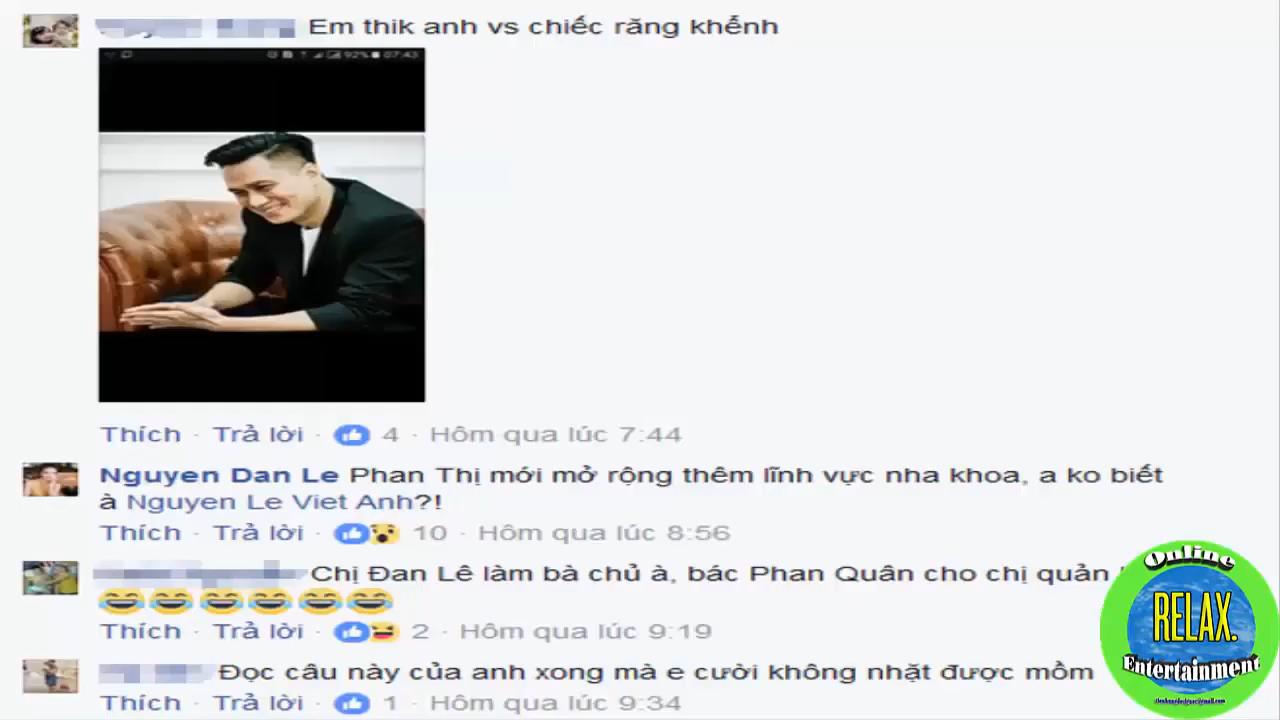 Em thik anh vs chiếc răng khểnh
92% 07:43
Thích · Trả lời · 4 · Hôm qua lúc 7:44
Nguyen Dan Le Phan Thị mới mở rộng thêm lĩnh vực nha khoa, a ko biết
à Nguyen Le Viet Anh?!
Thích · Trả lời · 10 · Hôm qua lúc 8:56
Chị Đan Lê làm bà chủ à, bác Phan Quân cho chị quản
😂😂😂😂😂😂
Thích · Trả lời · 2 · Hôm qua lúc 9:19
Đọc câu này của anh xong mà e cười không nhặt được mồm
Thích · Trả lời · 1 · Hôm qua lúc 9:34
Online
RELAX.
Entertainment